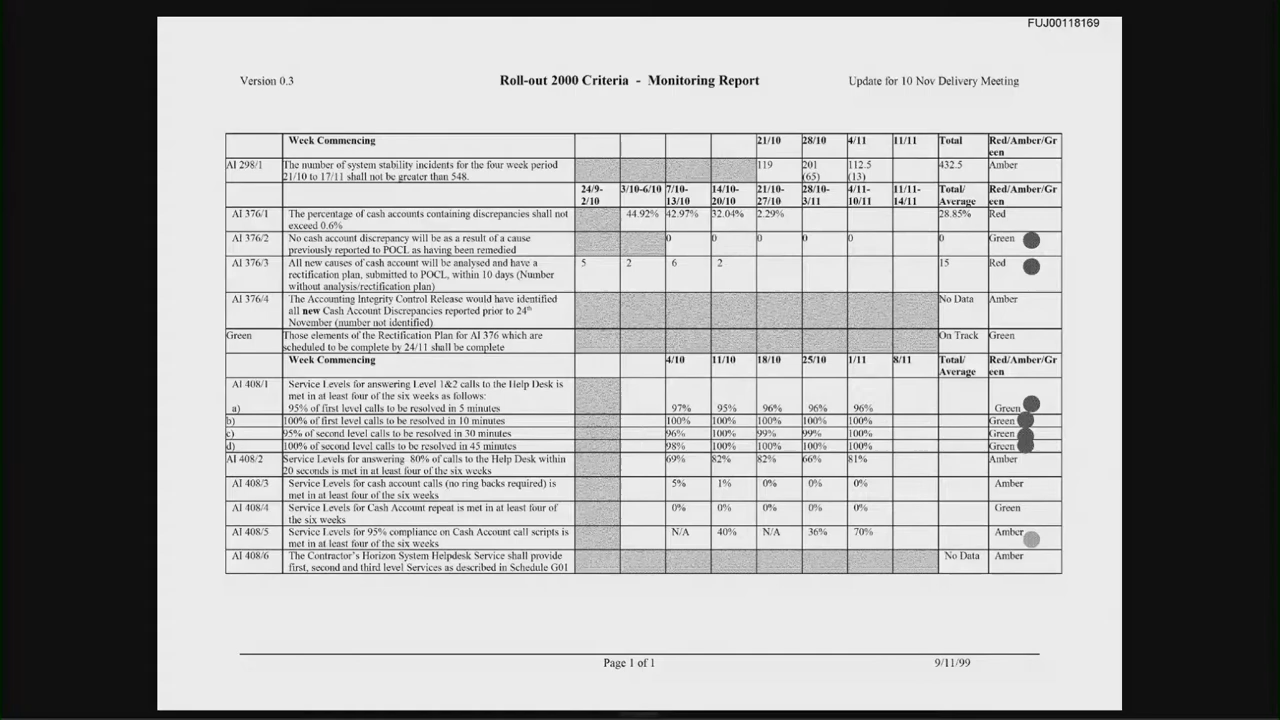 FUJ00118169
Version 0.3 Roll-out 2000 Criteria - Monitoring Report Update for 10 Nov Delivery Meeting
Week Commencing 21/10 28/10 4/11 11/11 Total Red/Amber/Gr
een
AI 298/1 The number of system stability incidents for the four week period 119 201 112.5 432.5 Amber
21/10 to 17/11 shall not be greater than 548. (65) (13)
24/9- 3/10-6/10 7/10- 14/10- 21/10- 28/10- 4/11- 11/11- Total/ Red/Amber/Gr
2/10 13/10 20/10 27/10 3/11 10/11 14/11 Average een
AI 376/1 The percentage of cash accounts containing discrepancies shall not 44.92% 42.97% 32.04% 2.29% 28.85% Red
exceed 0.6%
AI 376/2 No cash account discrepancy will be as a result of a cause 0 0 0 0 0 0 Green
previously reported to POCL as having been remedied
AI 376/3 All new causes of cash account will be analysed and have a 5 2 6 2 15 Red
rectification plan, submitted to POCL, within 10 days (Number
without analysis/rectification plan)
AI 376/4 The Accounting Integrity Control Release would have identified No Data Amber
all new Cash Account Discrepancies reported prior to 24th
November (number not identified)
Green Those elements of the Rectification Plan for AI 376 which are On Track Green
scheduled to be complete by 24/11 shall be complete
Week Commencing 4/10 11/10 18/10 25/10 1/11 8/11 Total/ Red/Amber/Gr
Average een
AI 408/1 Service Levels for answering Level 1&2 calls to the Help Desk is
met in at least four of the six weeks as follows:
a) 95% of first level calls to be resolved in 5 minutes 97% 95% 96% 96% 96% Green
b) 100% of first level calls to be resolved in 10 minutes 100% 100% 100% 100% 100% Green
c) 95% of second level calls to be resolved in 30 minutes 96% 100% 99% 99% 100% Green
d) 100% of second level calls to be resolved in 45 minutes 98% 100% 100% 100% 100% Green
AI 408/2 Service Levels for answering 80% of calls to the Help Desk within 69% 82% 82% 66% 81% Amber
20 seconds is met in at least four of the six weeks
AI 408/3 Service Levels for cash account calls (no ring backs required) is 5% 1% 0% 0% 0% Amber
met in at least four of the six weeks
AI 408/4 Service Levels for Cash Account repeat is met in at least four of 0% 0% 0% 0% 0% Green
the six weeks
AI 408/5 Service Levels for 95% compliance on Cash Account call scripts is N/A 40% N/A 36% 70% Amber
met in at least four of the six weeks
AI 408/6 The Contractor's Horizon System Helpdesk Service shall provide No Data Amber
first, second and third level Services as described in Schedule G01
Page 1 of 1 9/11/99